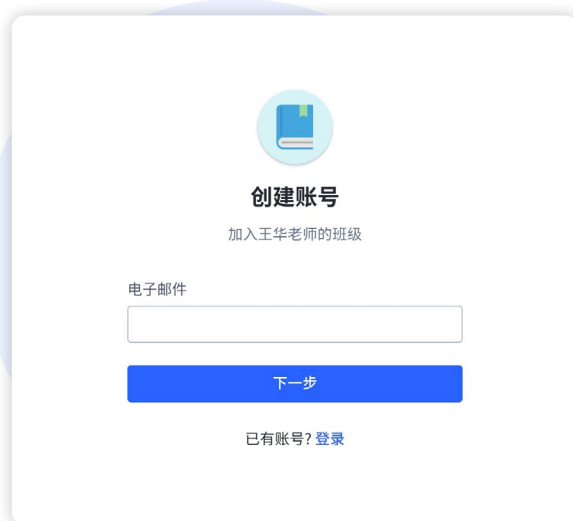 创建账号
加入王华老师的班级
电子邮件
下一步
已有账号? 登录